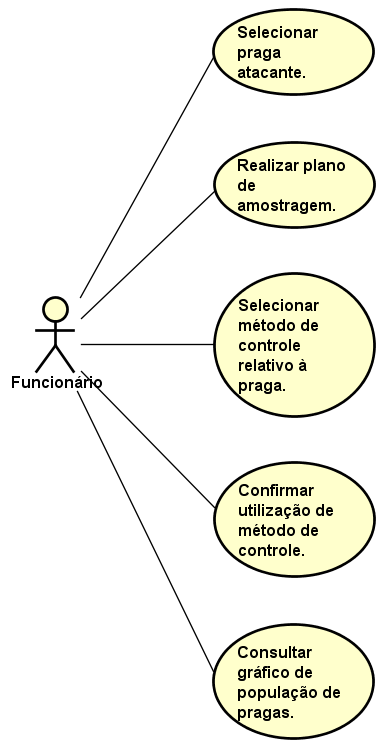 Selecionar
praga
atacante.
Realizar plano
de
amostragem.
Selecionar
método de
controle
relativo à
praga.
Funcionário
Confirmar
utilização de
método de
controle.
Consultar
gráfico de
população de
pragas.